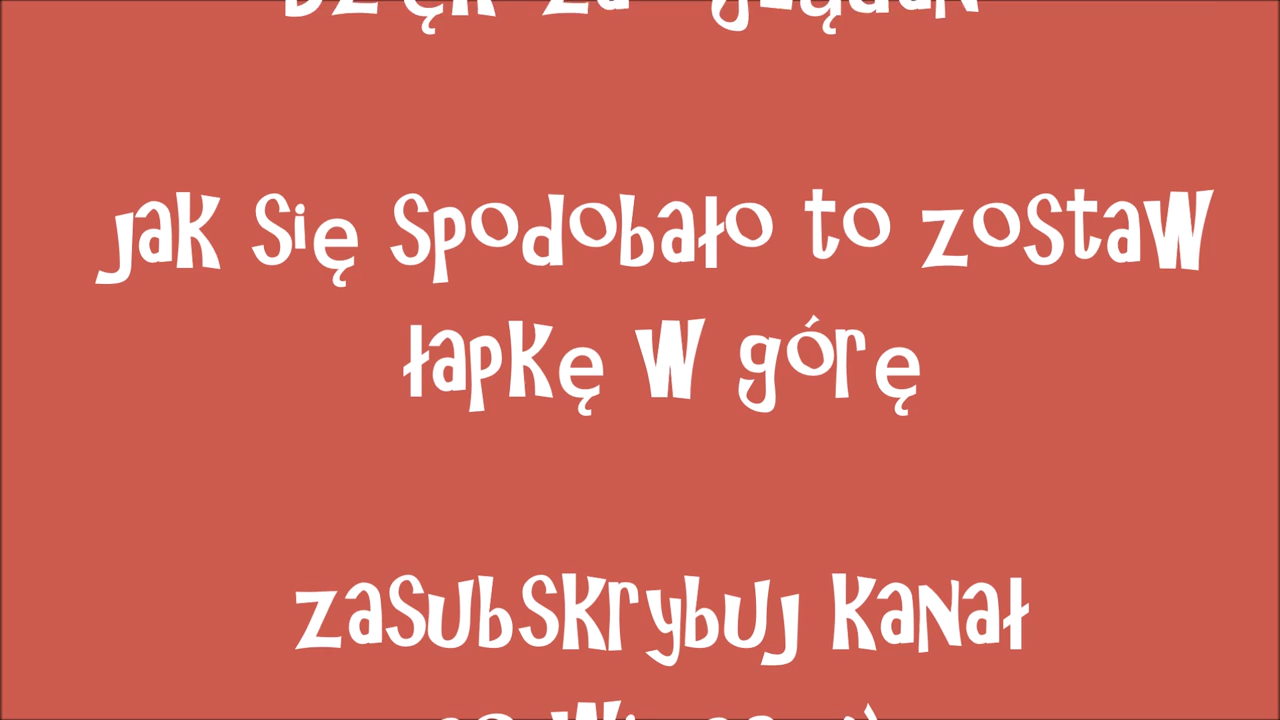 Jak się spodobało to zostaw
łapkę w górę
zasubskrybuj kanał